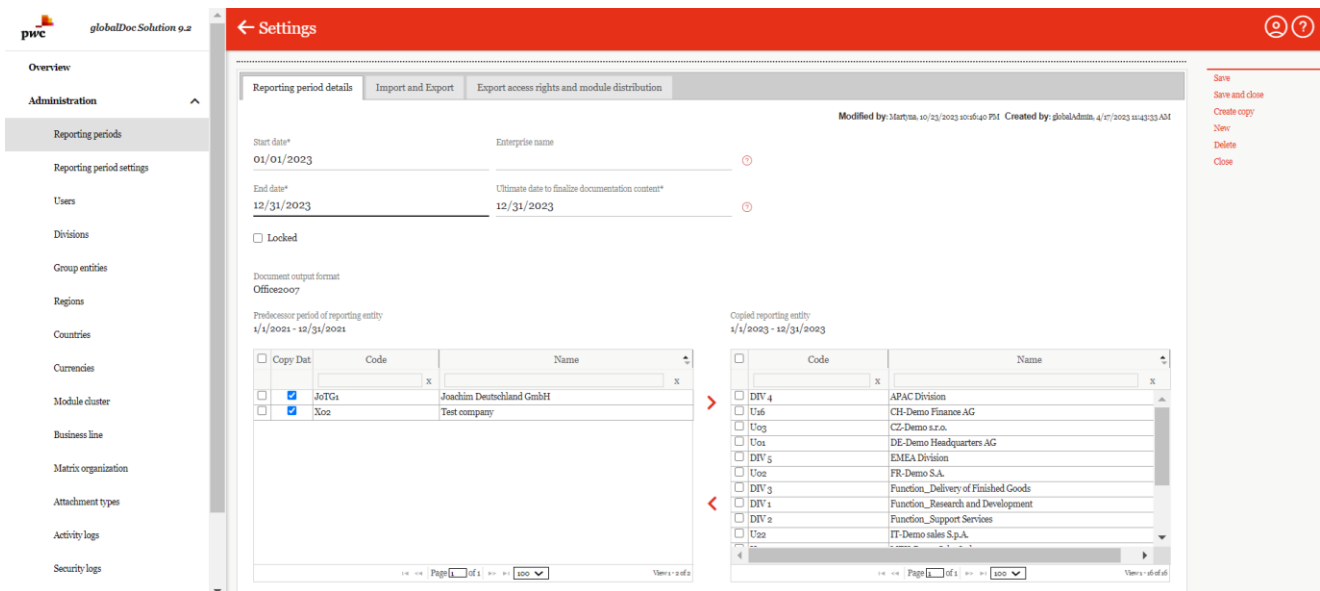 pwc
globalDoc Solution 9.2
← Settings
Overview
Administration
Reporting periods
Reporting period settings
Users
Divisions
Group entities
Regions
Countries
Currencies
Module cluster
Business line
Matrix organization
Attachment types
Activity logs
Security logs
Reporting period details Import and Export Export access rights and module distribution
Modified by: Martyna, 10/23/2023 10:16:40 PM Created by: globalAdmin, 4/17/2023 11:43:33 AM
Start date* Enterprise name
01/01/2023
End date* Ultimate date to finalize documentation content*
12/31/2023 12/31/2023
Locked
Document output format
Office2007
Predecessor period of reporting entity
1/1/2021 - 12/31/2021
Copy Dat Code Name
x x
JoTG1 Joachim Deutschland GmbH
X02 Test company
Page 1 of 1 100 View 1 - 2 of 2
Copied reporting entity
1/1/2023 - 12/31/2023
Code Name
x x
DIV 4 APAC Division
U16 CH-Demo Finance AG
U03 CZ-Demo s.r.o.
U01 DE-Demo Headquarters AG
DIV 5 EMEA Division
U02 FR-Demo S.A.
DIV 3 Function_Delivery of Finished Goods
DIV 1 Function_Research and Development
DIV 2 Function_Support Services
U22 IT-Demo sales S.p.A.
Page 1 of 1 100 View 1 - 16 of 16
Save
Save and close
Create copy
New
Delete
Close